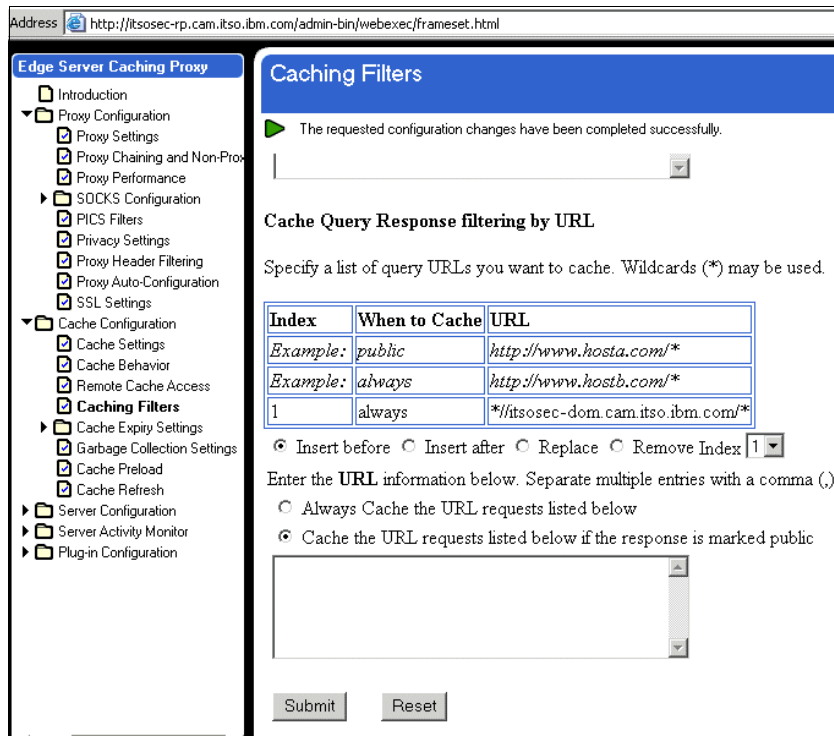 Address http://itsosec-rp.cam.itso.ibm.com/admin-bin/webexec/frameset.html
Edge Server Caching Proxy
Introduction
Proxy Configuration
Proxy Settings
Proxy Chaining and Non-Prox
Proxy Performance
SOCKS Configuration
PICS Filters
Privacy Settings
Proxy Header Filtering
Proxy Auto-Configuration
SSL Settings
Cache Configuration
Cache Settings
Cache Behavior
Remote Cache Access
Caching Filters
Cache Expiry Settings
Garbage Collection Settings
Cache Preload
Cache Refresh
Server Configuration
Server Activity Monitor
Plug-in Configuration
Caching Filters
The requested configuration changes have been completed successfully.
Cache Query Response filtering by URL
Specify a list of query URLs you want to cache. Wildcards (*) may be used.
Index When to Cache URL
Example: public http://www.hosta.com/*
Example: always http://www.hostb.com/*
1 always *//itsosec-dom.cam.itso.ibm.com/*
Insert before Insert after Replace Remove Index 1
Enter the URL information below. Separate multiple entries with a comma (,)
Always Cache the URL requests listed below
Cache the URL requests listed below if the response is marked public
Submit Reset